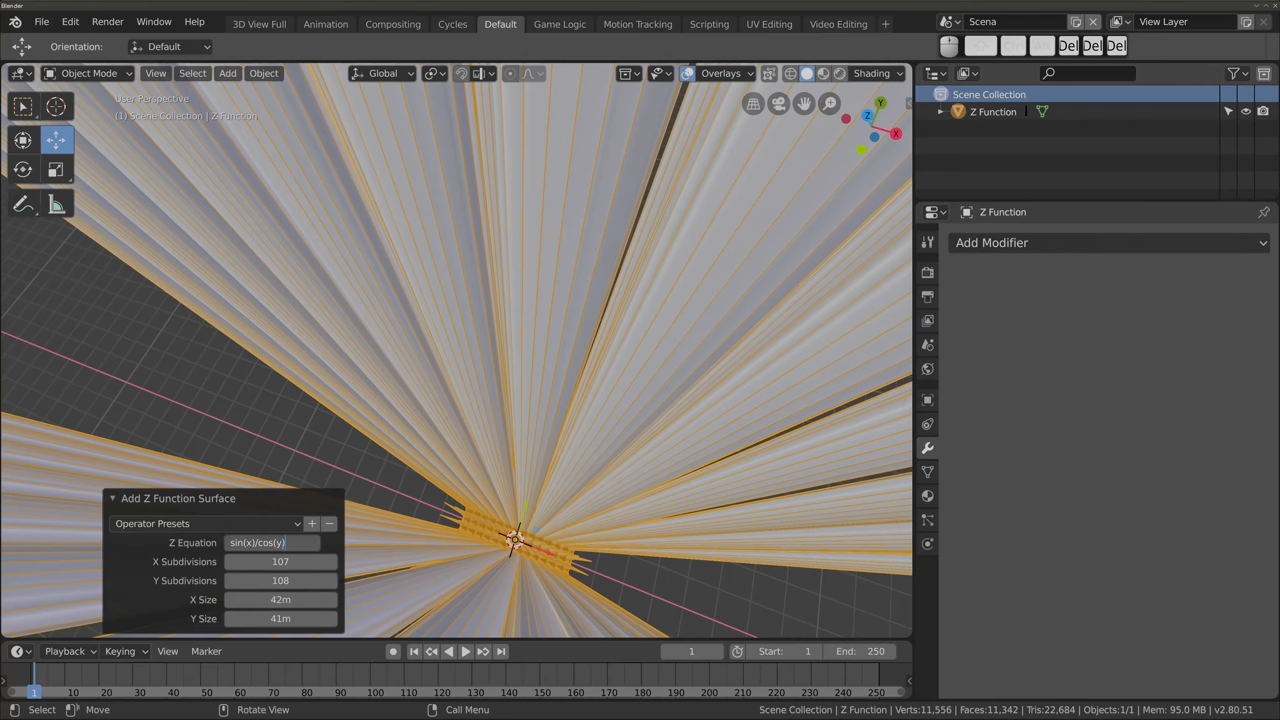 Blender
File Edit Render Window Help 3D View Full Animation Compositing Cycles Default Game Logic Motion Tracking Scripting UV Editing Video Editing + Scena View Layer
Orientation: Default Del Del Del
Object Mode View Select Add Object Global Overlays Shading
User Perspective
(1) Scene Collection | Z Function
Y
Z
X
Scene Collection
Z Function
Z Function
Add Modifier
Add Z Function Surface
Operator Presets
Z Equation sin(x)/cos(y)
X Subdivisions 107
Y Subdivisions 108
X Size 42m
Y Size 41m
Playback Keying View Marker 1 Start: 1 End: 250
1 10 20 30 40 50 60 70 80 90 100 110 120 130 140 150 160 170 180 190 200 210 220 230 240 250
Select Move Rotate View Call Menu Scene Collection | Z Function | Verts:11,556 | Faces:11,342 | Tris:22,684 | Objects:1/1 | Mem: 95.0 MB | v2.80.51